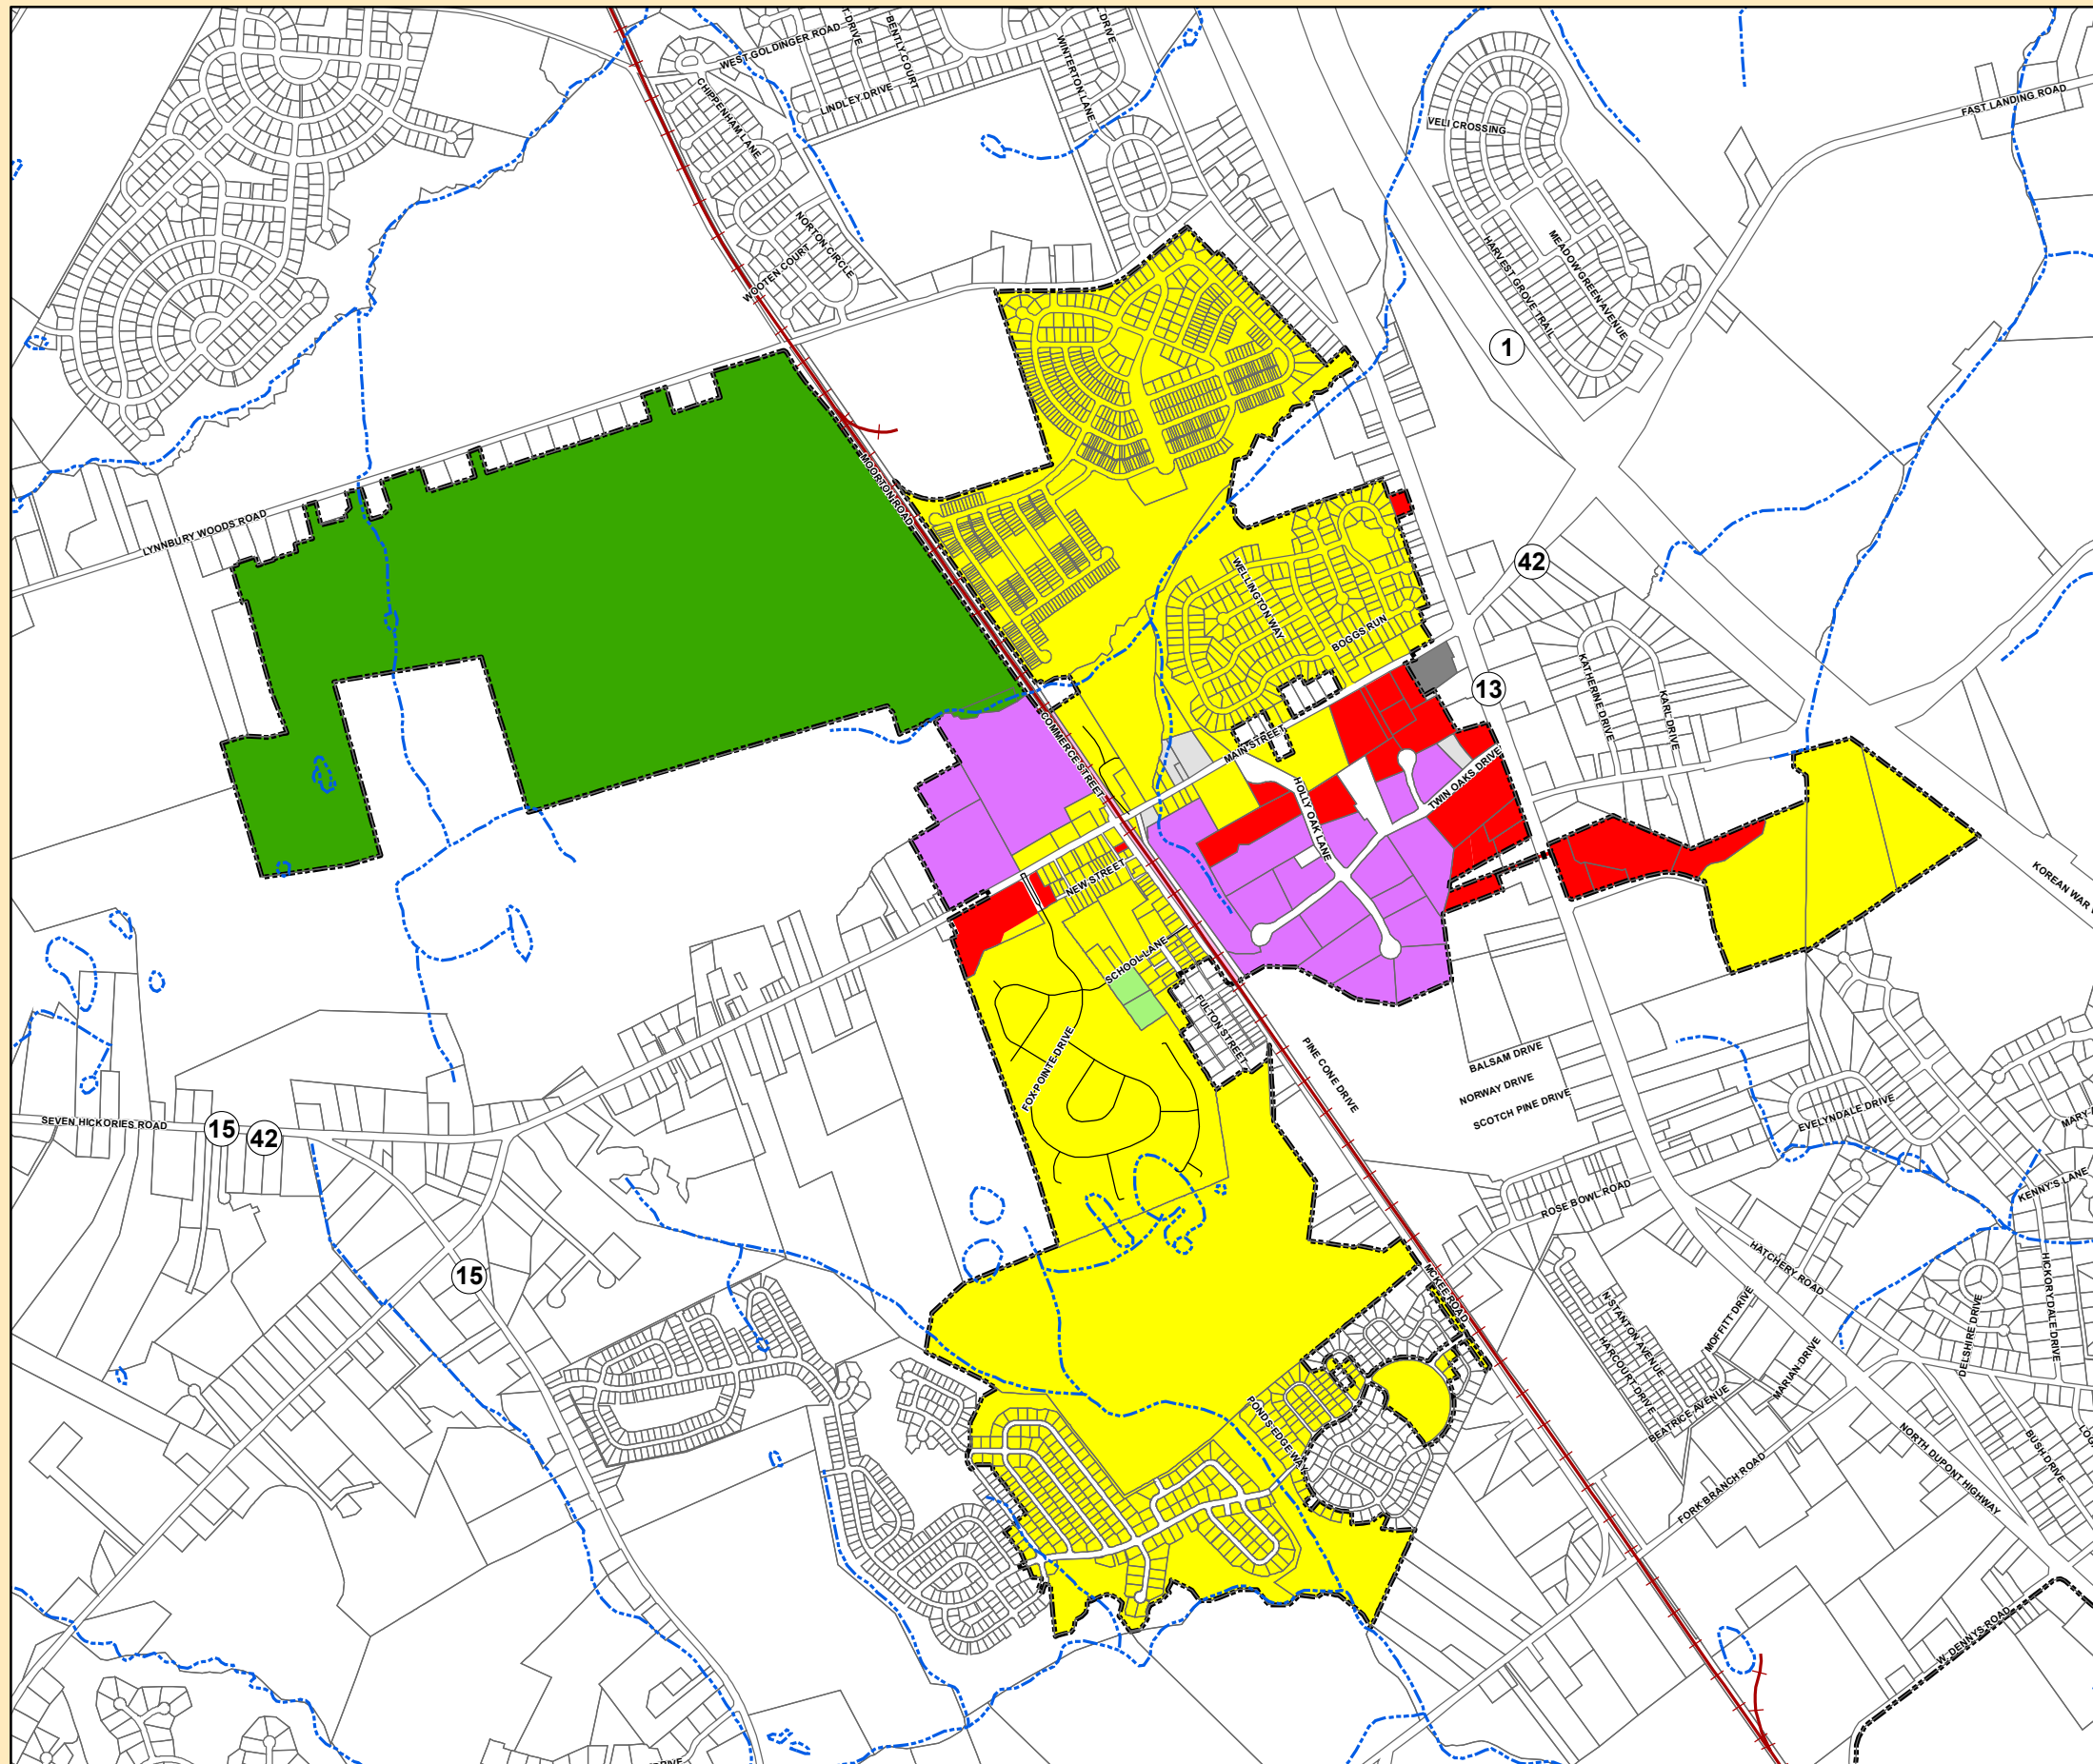 WEST GOLDINGER ROAD
BENTLY COURT
LINDLEY DRIVE
WINTERTON LANE
CHIPPENHAM LANE
VELI CROSSING
FAST LANDING ROAD
NORTON CIRCLE
WOOTEN COURT
HARVEST GROVE TRAIL
MEADOW GREEN AVENUE
1
MOORTON ROAD
LYNNBURY WOODS ROAD
42
WELLINGTON WAY
BOGGS RUN
13
KATHERINE DRIVE
KARL DRIVE
COMMERCE STREET
MAIN STREET
TWIN OAKS DRIVE
HOLLY OAK LANE
NEW STREET
KOREAN WAR
SCHOOL LANE
FULTON STREET
FOX POINTE DRIVE
PINE CONE DRIVE
BALSAM DRIVE
NORWAY DRIVE
SCOTCH PINE DRIVE
SEVEN HICKORIES ROAD
15
42
EVELYNDALE DRIVE
MARY
KENNY'S LANE
ROSE BOWL ROAD
15
HATCHERY ROAD
HICKORY DALE DRIVE
MCKEE ROAD
N STANTON AVENUE
HARCOURT DRIVE
MOFFITT DRIVE
MARIAN DRIVE
DELSHIRE DRIVE
BEATRICE AVENUE
PONDS EDGE WAY
FORK BRANCH ROAD
NORTH DUPONT HIGHWAY
BUSH DRIVE
W. DENNYS ROAD